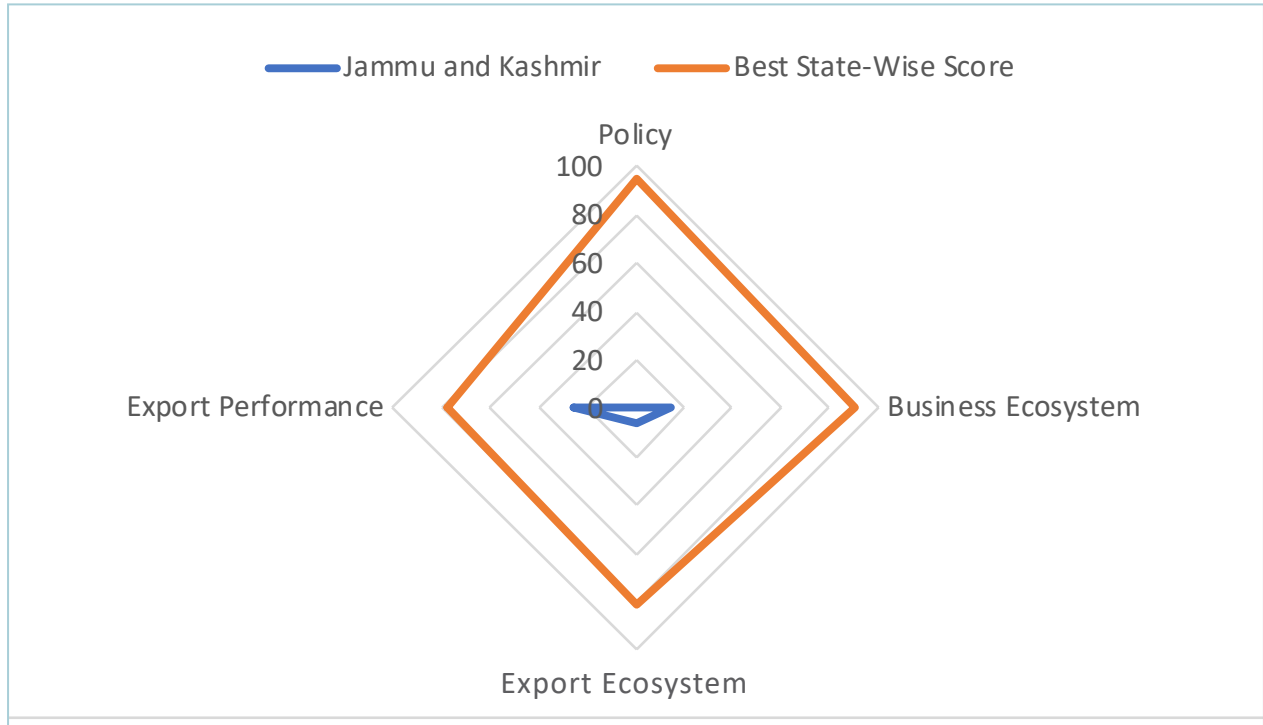 Jammu and Kashmir Best State-Wise Score
Policy
100
80
60
40
20
0
Export Performance
Business Ecosystem
Export Ecosystem